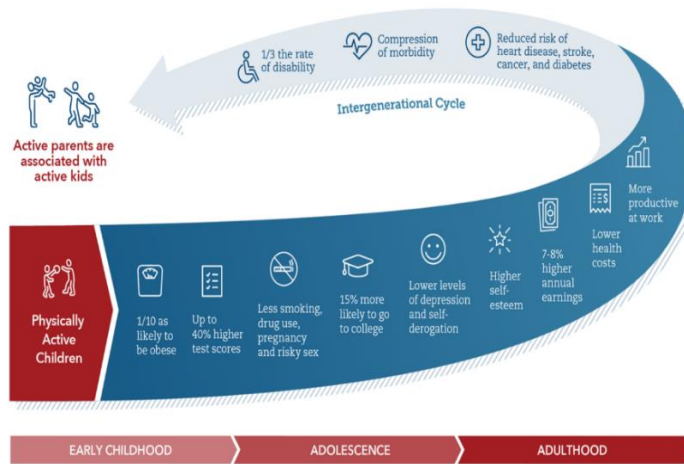 1/3 the rate
of disability
Compression
of morbidity
Reduced risk of
heart disease, stroke,
cancer, and diabetes
Intergenerational Cycle
Active parents are
associated with
active kids
Physically
Active
Children
1/10 as
likely to
be obese
Up to
40% higher
test scores
Less smoking,
drug use,
pregnancy
and risky sex
15% more
likely to go
to college
Lower levels
of depression
and self-
derogation
Higher
self-
esteem
7-8%
higher
annual
earnings
Lower
health
costs
More
productive
at work
EARLY CHILDHOOD
ADOLESCENCE
ADULTHOOD